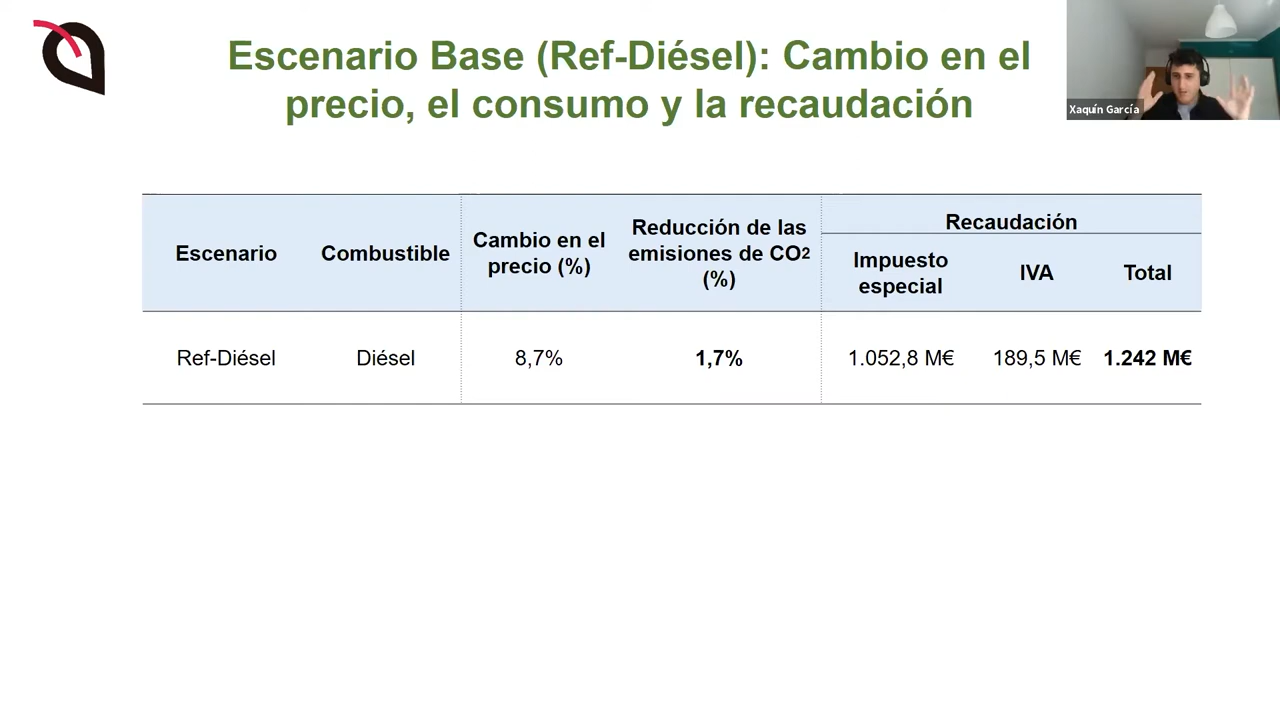 Escenario Base (Ref-Diésel): Cambio en el
precio, el consumo y la recaudación
Xaquín García
Escenario
Combustible
Cambio en el
precio (%)
Reducción de las
emisiones de CO2
(%)
Recaudación
Impuesto
especial
IVA
Total
Ref-Diésel
Diésel
8,7%
1,7%
1.052,8 M€
189,5 M€
1.242 M€